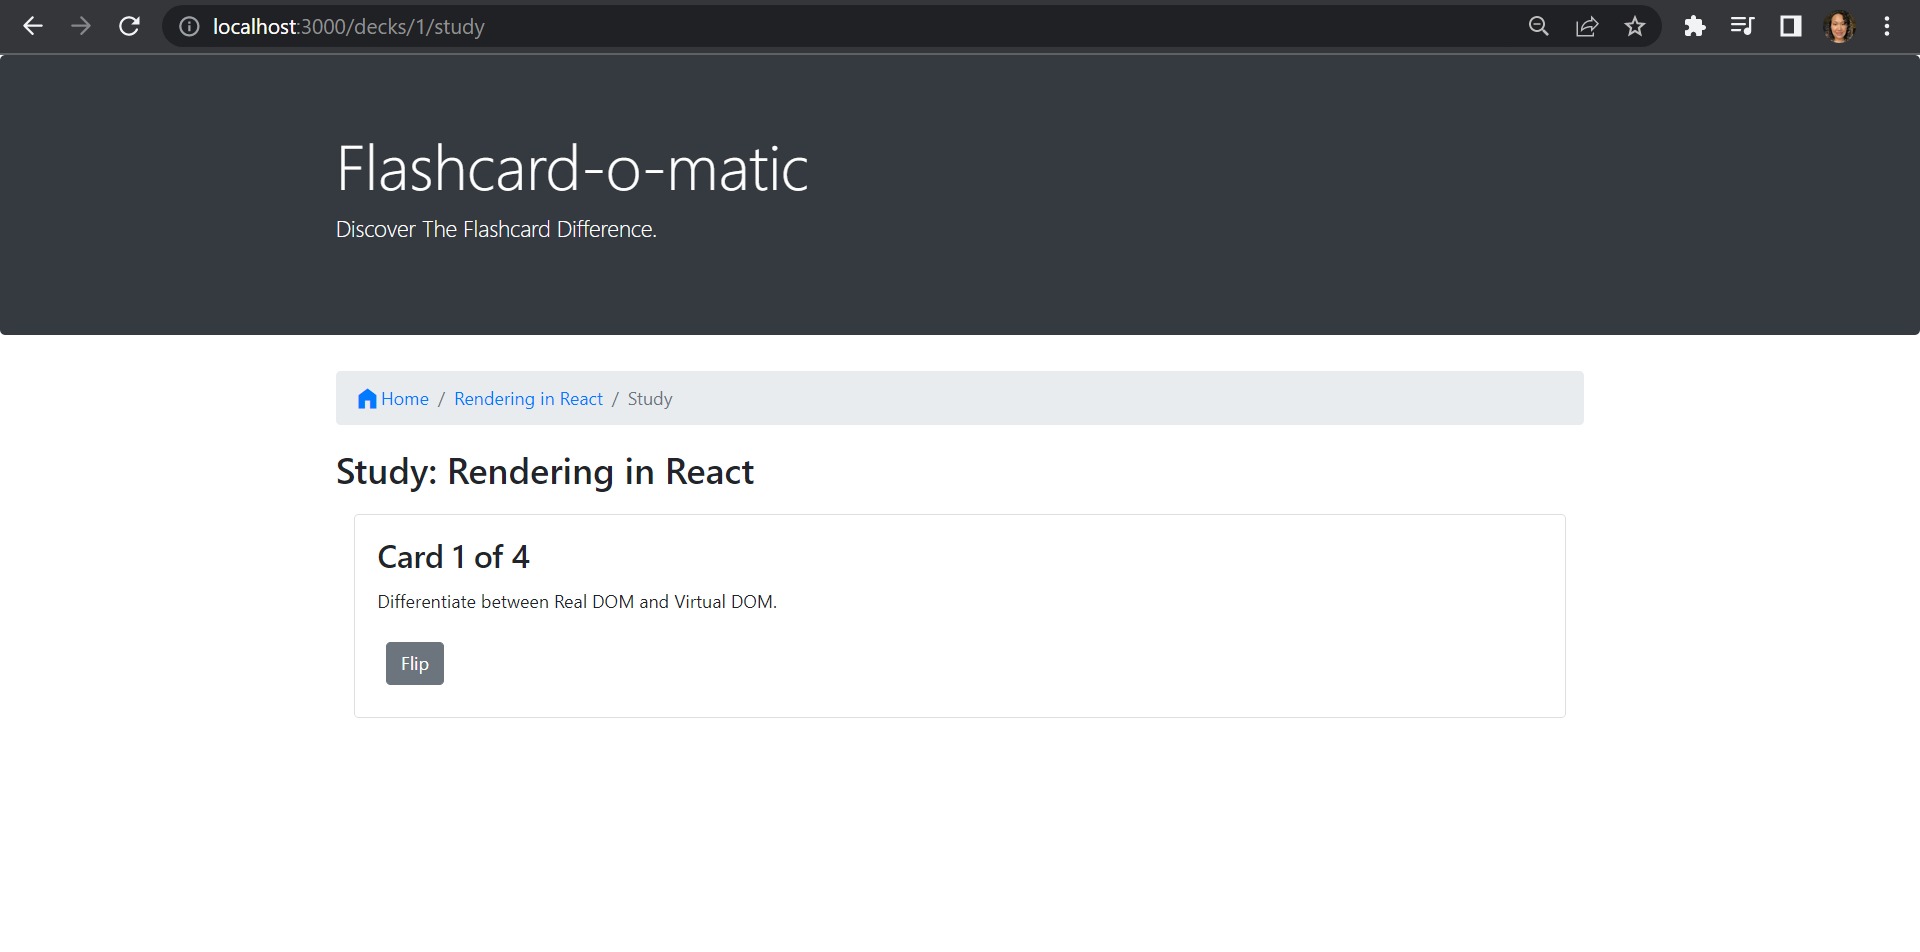 localhost:3000/decks/1/study
Flashcard-o-matic
Discover The Flashcard Difference.
Home / Rendering in React / Study
Study: Rendering in React
Card 1 of 4
Differentiate between Real DOM and Virtual DOM.
Flip